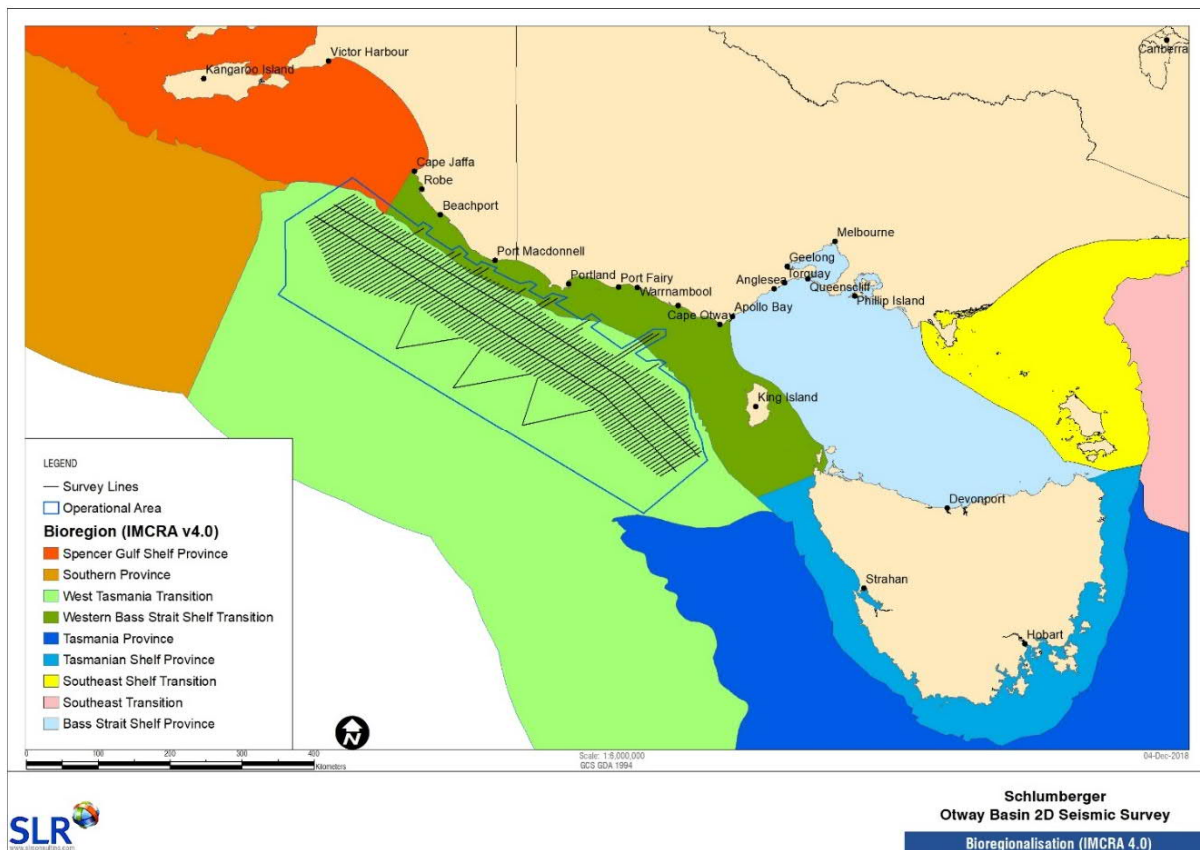 Canberra
Victor Harbour
Kangaroo Island
Cape Jaffa
Robe
Beachport
Melbourne
Port Macdonnell
Geelong
Portland
Port Fairy
Anglesea
Torquay
Warrnambool
Queenscliff
Phillip Island
Cape Otway
Apollo Bay
King Island
Devonport
Strahan
Hobart
LEGEND
Survey Lines
Operational Area
Bioregion (IMCRA v4.0)
Spencer Gulf Shelf Province
Southern Province
West Tasmania Transition
Western Bass Strait Shelf Transition
Tasmania Province
Tasmanian Shelf Province
Southeast Shelf Transition
Southeast Transition
Bass Strait Shelf Province
N
0 100 200 300 400
Kilometers
Scale: 1:6,000,000
GCS GDA 1994
04-Dec-2018
SLR
www.slrconsulting.com
Schlumberger
Otway Basin 2D Seismic Survey
Bioregionalisation (IMCRA 4.0)